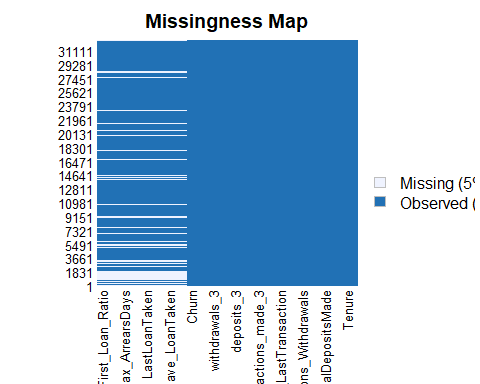 Missingness Map
31111
29281
27451
25621
23791
21961
20131
18301
16471
14641
12811
10981
9151
7321
5491
3661
1831
1
Missing (5%
Observed (
First_Loan_Ratio
ax_ArrearsDays
LastLoanTaken
ave_LoanTaken
Churn
withdrawals_3
deposits_3
actions_made_3
_LastTransaction
ons_Withdrawals
alDepositsMade
Tenure